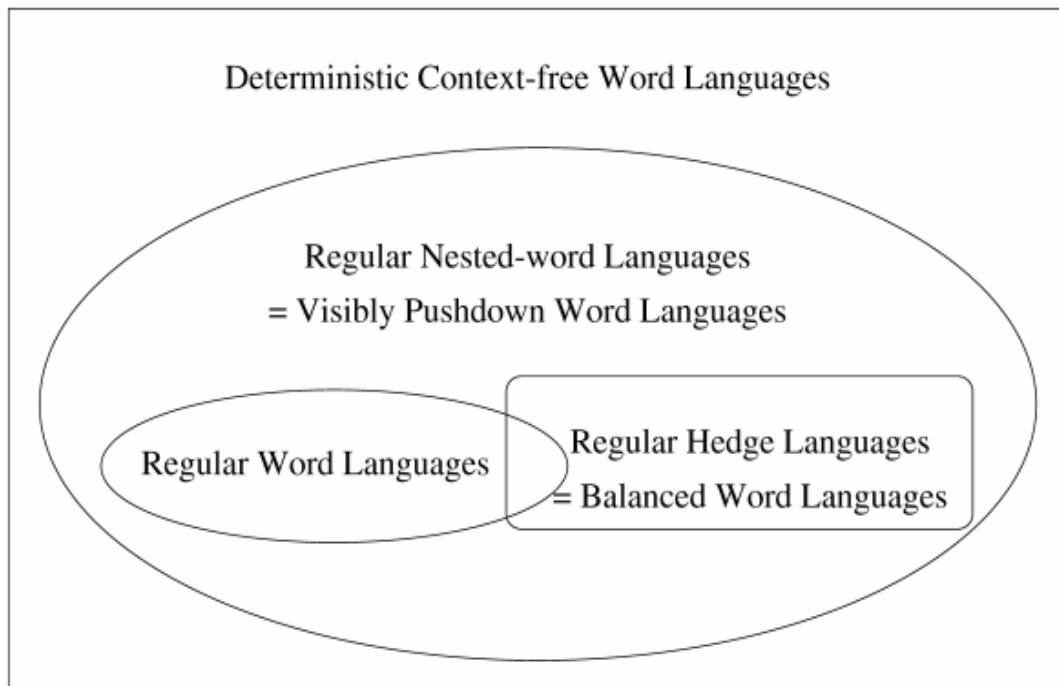 Deterministic Context-free Word Languages
Regular Nested-word Languages
= Visibly Pushdown Word Languages
Regular Word Languages
Regular Hedge Languages
= Balanced Word Languages